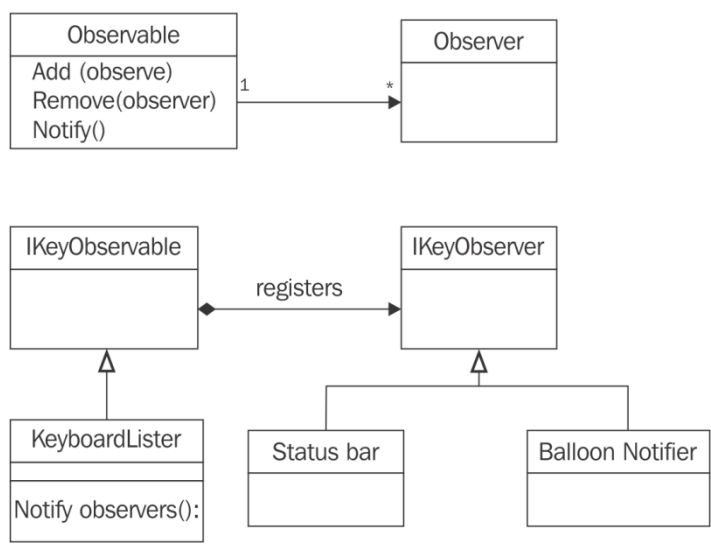 Observable
Add (observe)
Remove(observer)
Notify()
1
*
Observer
IKeyObservable
registers
IKeyObserver
KeyboardLister
Notify observers():
Status bar
Balloon Notifier